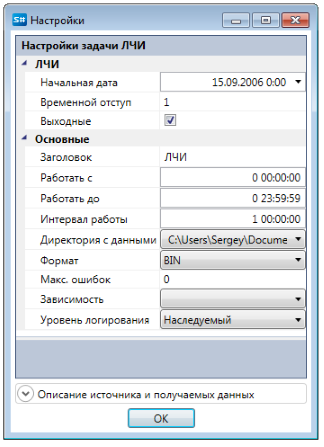 S# Настройки
Настройки задачи ЛЧИ
ЛЧИ
Начальная дата 15.09.2006 0:00
Временной отступ 1
Выходные
Основные
Заголовок ЛЧИ
Работать с 0 00:00:00
Работать до 0 23:59:59
Интервал работы 1 00:00:00
Директория с данными C:\Users\Sergey\Docume
Формат BIN
Макс. ошибок 0
Зависимость
Уровень логирования Наследуемый
Описание источника и получаемых данных
OK